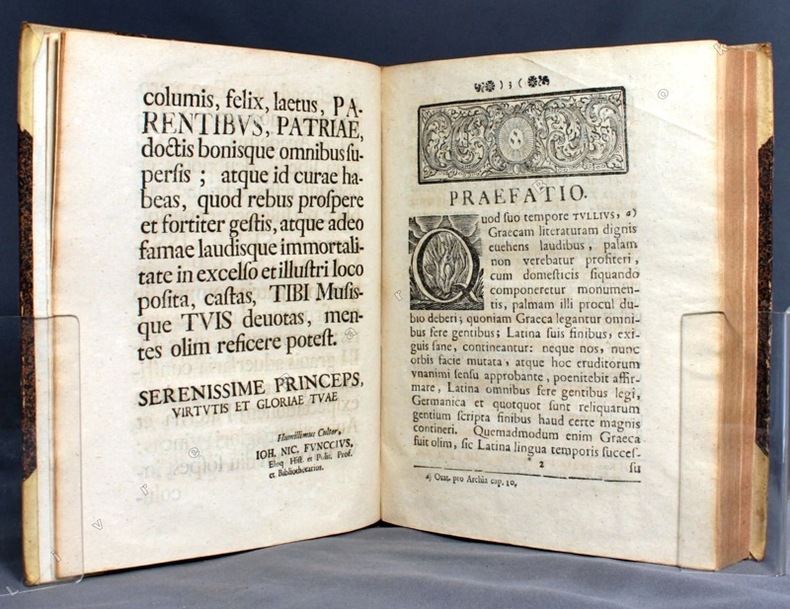 columis, felix, laetus, PA-
RENTIBVS, PATRIAE,
doctis bonisque omnibus ſu-
perſis ; atque id curae ha-
beas, quod rebus proſpere
et fortiter geſtis, atque adeo
famae laudisque immortali-
tate in excelſo et illuſtri loco
poſita, caſtas, TIBI Muſis-
que TVIS deuotas, men-
tes olim reficere poteſt.
SERENISSIME PRINCEPS,
VIRTVTIS ET GLORIAE TVAE
Humillimus Cultor,
IOH. NIC. FVNCCIVS,
Eloq. Hiſt. et Polit. Prof.
et Bibliothecarius.
) 3 (
PRAEFATIO.
Quod ſuo tempore TVLLIVS, a)
Graecam literaturam dignis
euehens laudibus, palam
non verebatur profiteri,
cum domeſticis ſiquando
componeretur monumen-
tis, palmam illi procul du-
bio deberi; quoniam Graeca legantur omni-
bus fere gentibus; Latina ſuis finibus, exi-
guis ſane, contineantur: neque nos, nunc
orbis facie mutata, atque hoc eruditorum
vnanimi ſenſu approbante, poenitebit affir-
mare, Latina omnibus fere gentibus legi,
Germanica et quotquot ſunt reliquarum
gentium ſcripta finibus haud certe magnis
contineri. Quemadmodum enim Graeca
fuit olim, ſic Latina lingua temporis ſucceſ-
* 2
ſu
a) Orat. pro Archia cap. 10,